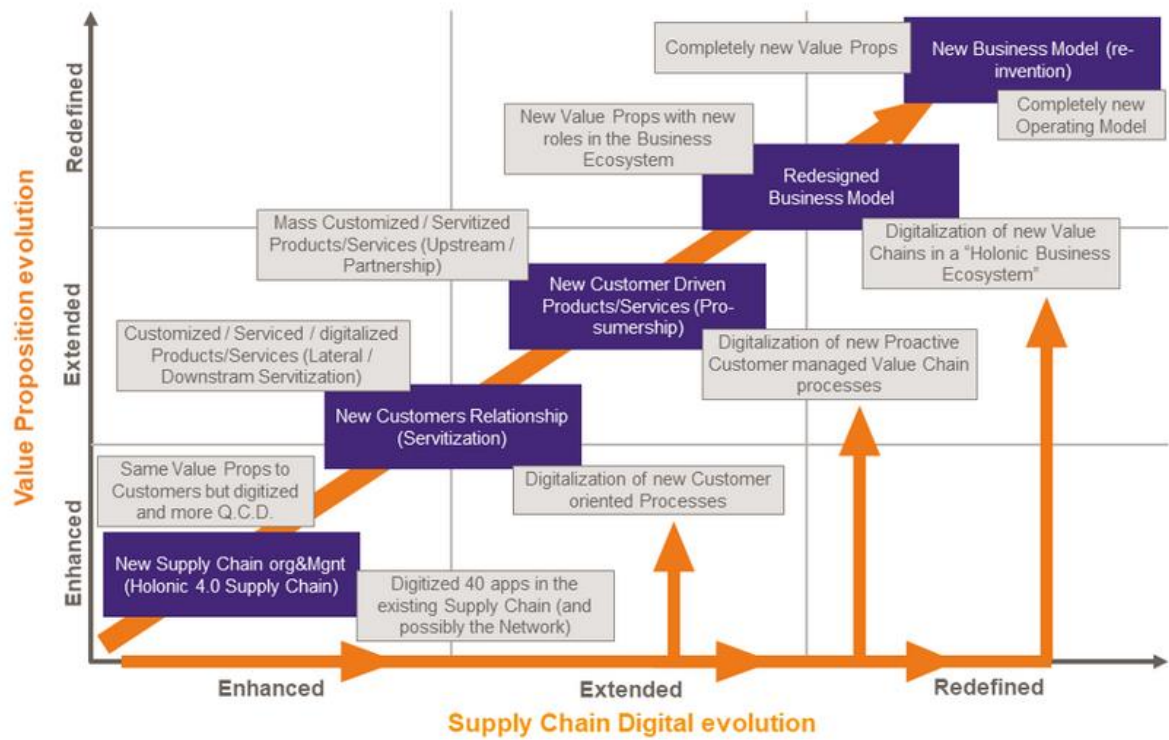 Completely new Value Props
New Business Model (re-
invention)
Completely new
Operating Model
New Value Props with new
roles in the Business
Ecosystem
Redesigned
Business Model
Mass Customized / Servitized
Products/Services (Upstream /
Partnership)
Digitalization of new Value
Chains in a “Holonic Business
Ecosystem”
New Customer Driven
Products/Services (Pro-
sumership)
Customized / Serviced / digitalized
Products/Services (Lateral /
Downstram Servitization)
Digitalization of new Proactive
Customer managed Value Chain
processes
New Customers Relationship
(Servitization)
Same Value Props to
Customers but digitized
and more Q.C.D.
Digitalization of new Customer
oriented Processes
New Supply Chain org&Mgnt
(Holonic 4.0 Supply Chain)
Digitized 40 apps in the
existing Supply Chain (and
possibly the Network)
Value Proposition evolution
Redefined
Extended
Enhanced
Enhanced
Extended
Redefined
Supply Chain Digital evolution